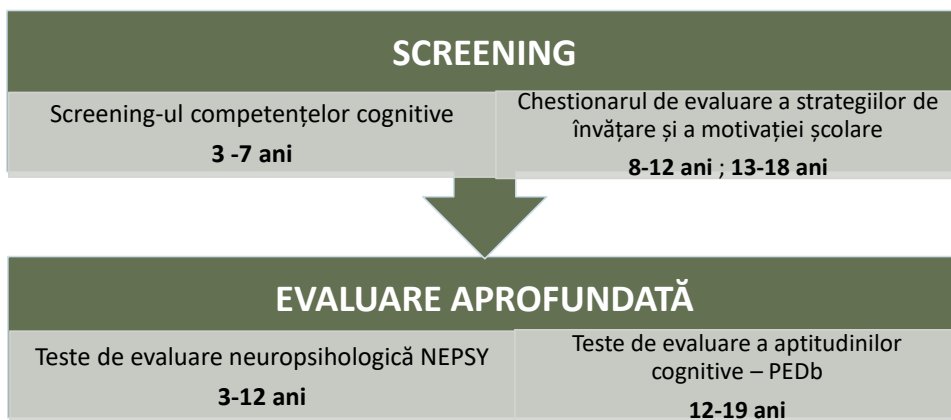 SCREENING
Screening-ul competențelor cognitive
3 -7 ani
Chestionarul de evaluare a strategiilor de
învățare și a motivației școlare
8-12 ani ; 13-18 ani
EVALUARE APROFUNDATĂ
Teste de evaluare neuropsihologică NEPSY
3-12 ani
Teste de evaluare a aptitudinilor
cognitive – PEDb
12-19 ani